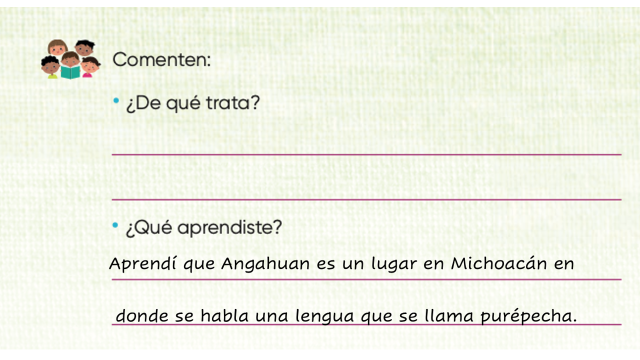 Comenten:
• ¿De qué trata?
• ¿Qué aprendiste?
Aprendí que Angahuan es un lugar en Michoacán en
donde se habla una lengua que se llama purépecha.